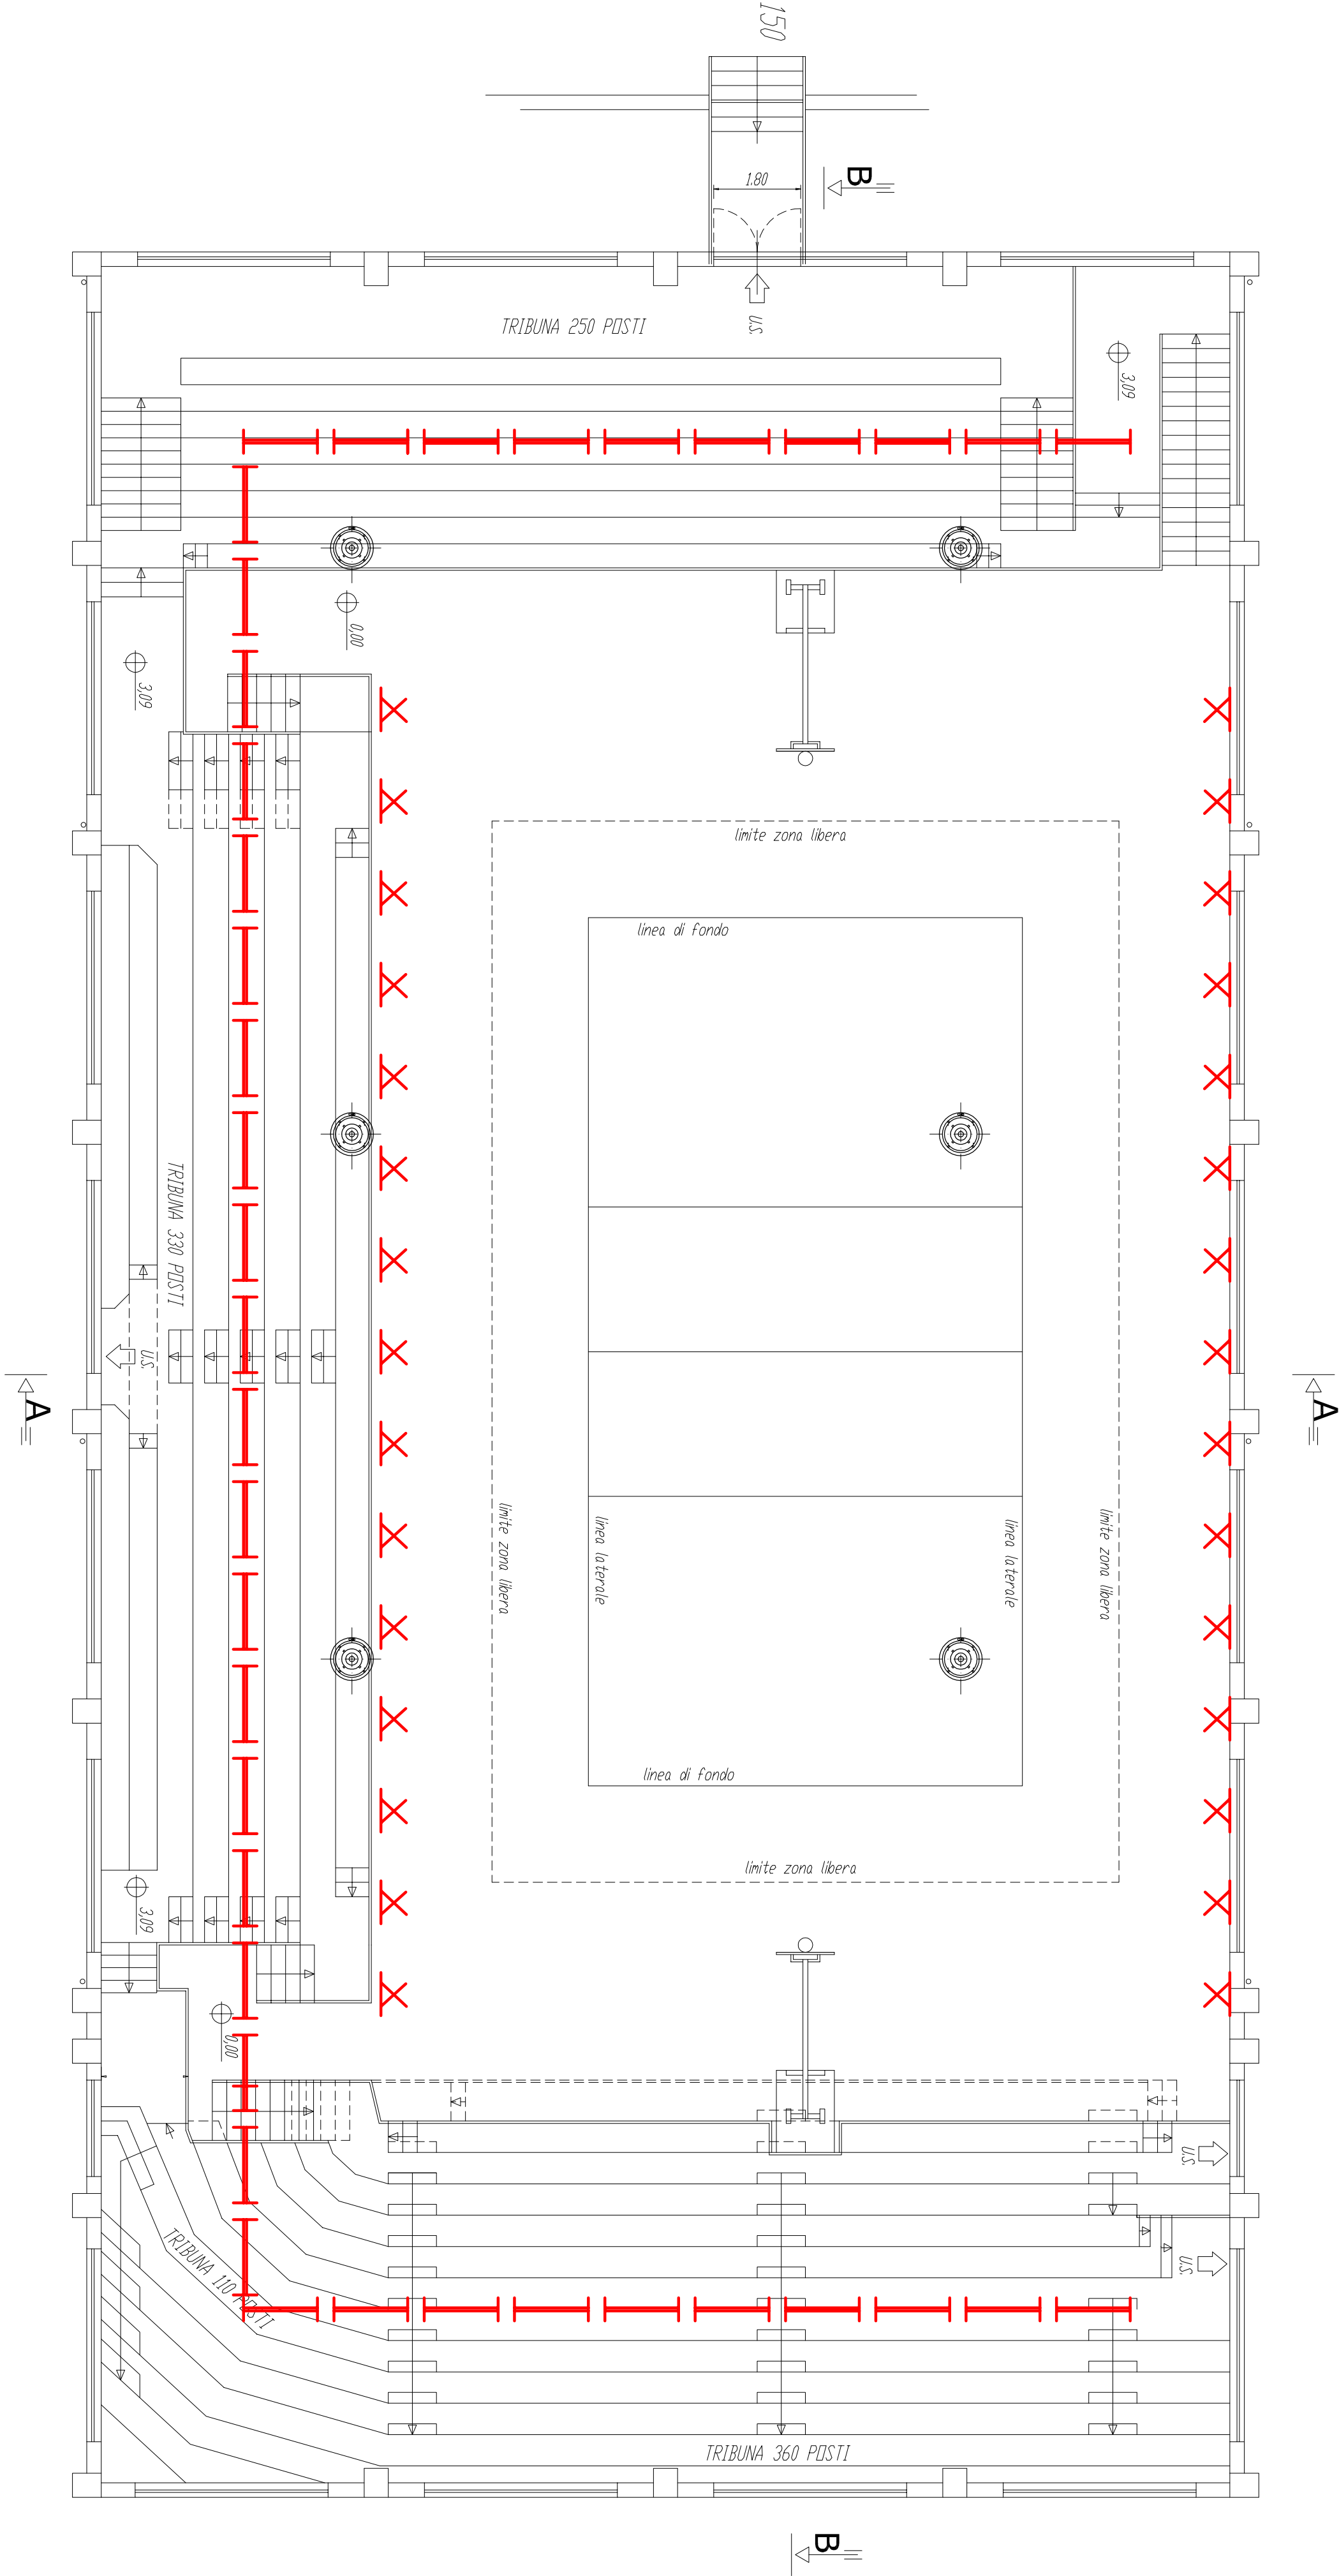 150
B
1.80
U.S.
TRIBUNA 250 POSTI
3,09
0,00
3,09
limite zona libera
linea di fondo
TRIBUNA 330 POSTI
U.S.
A
A
limite zona libera
linea laterale
linea laterale
limite zona libera
linea di fondo
limite zona libera
3,09
0,00
U.S.
U.S.
TRIBUNA 110 POSTI
TRIBUNA 360 POSTI
B